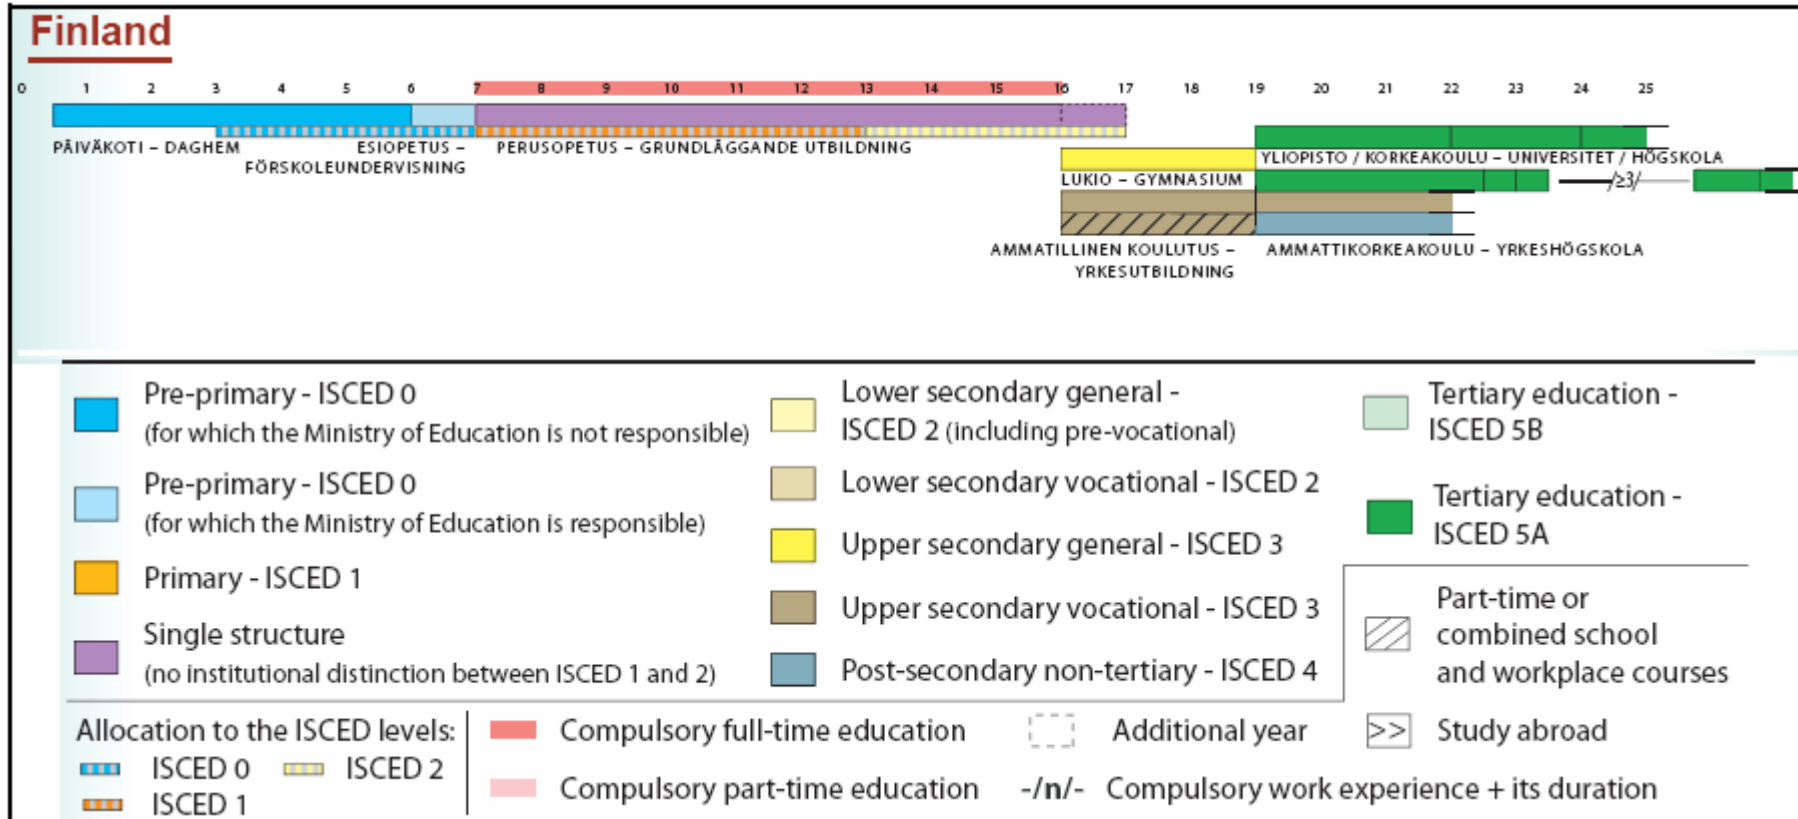 Finland
0 1 2 3 4 5 6 7 8 9 10 11 12 13 14 15 16 17 18 19 20 21 22 23 24 25
PÄIVÄKOTI – DAGHEM
ESIOPETUS –
FÖRSKOLEUNDERVISNING
PERUSOPETUS – GRUNDLÄGGANDE UTBILDNING
YLIOPISTO / KORKEAKOULU – UNIVERSITET / HÖGSKOLA
LUKIO – GYMNASIUM
/≥3/
AMMATILLINEN KOULUTUS –
YRKESUTBILDNING
AMMATTIKORKEAKOULU – YRKESHÖGSKOLA
Pre-primary - ISCED 0
(for which the Ministry of Education is not responsible)
Pre-primary - ISCED 0
(for which the Ministry of Education is responsible)
Primary - ISCED 1
Single structure
(no institutional distinction between ISCED 1 and 2)
Lower secondary general -
ISCED 2 (including pre-vocational)
Lower secondary vocational - ISCED 2
Upper secondary general - ISCED 3
Upper secondary vocational - ISCED 3
Post-secondary non-tertiary - ISCED 4
Tertiary education -
ISCED 5B
Tertiary education -
ISCED 5A
Part-time or
combined school
and workplace courses
Allocation to the ISCED levels:
ISCED 0 ISCED 2
ISCED 1
Compulsory full-time education
Compulsory part-time education
Additional year
-/n/- Compulsory work experience + its duration
>> Study abroad